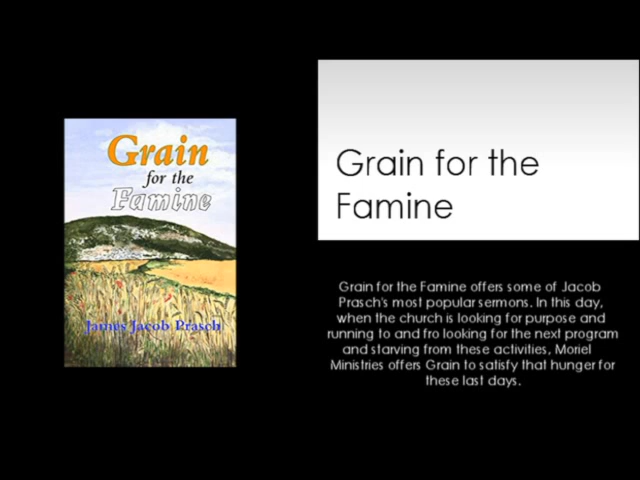 Grain
for the
Famine
James Jacob Prasch
Grain for the
Famine
Grain for the Famine offers some of Jacob
Prasch's most popular sermons. In this day,
when the church is looking for purpose and
running to and fro looking for the next program
and starving from these activities, Moriel
Ministries offers Grain to satisfy that hunger for
these last days.